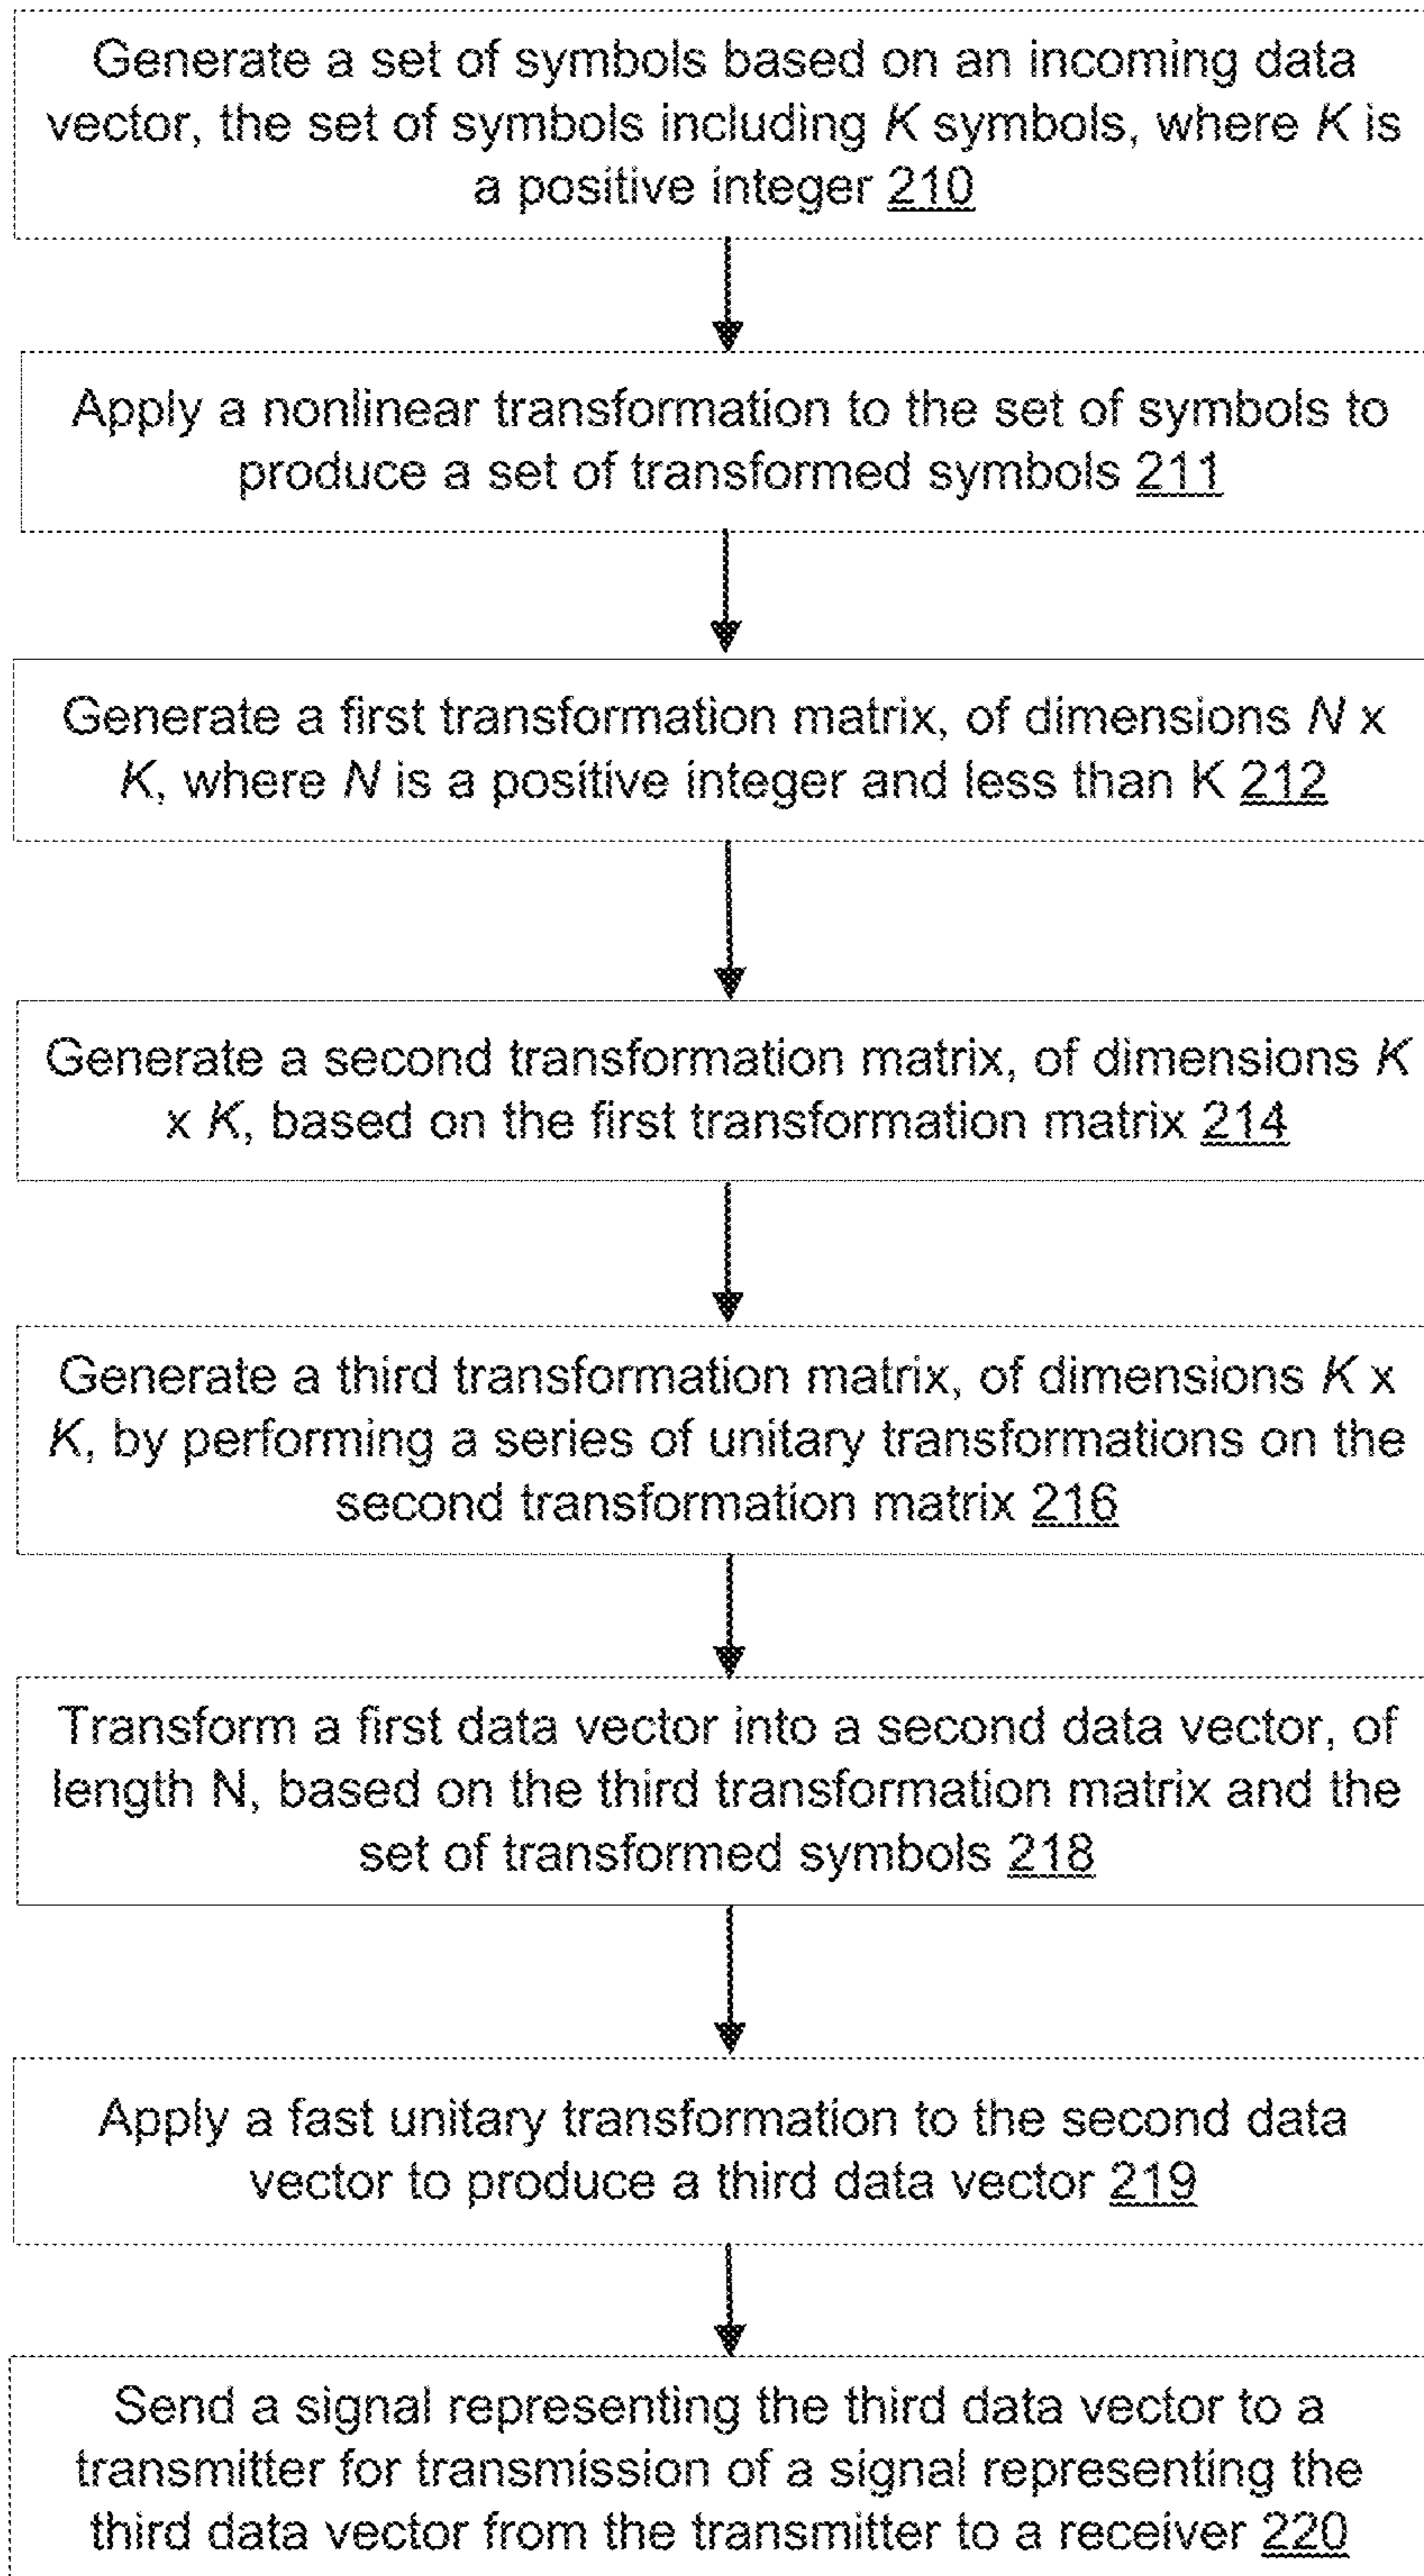 Generate a set of symbols based on an incoming data
vector, the set of symbols including K symbols, where K is
a positive integer 210
Apply a nonlinear transformation to the set of symbols to
produce a set of transformed symbols 211
Generate a first transformation matrix, of dimensions N x
K, where N is a positive integer and less than K 212
Generate a second transformation matrix, of dimensions K
x K, based on the first transformation matrix 214
Generate a third transformation matrix, of dimensions K x
K, by performing a series of unitary transformations on the
second transformation matrix 216
Transform a first data vector into a second data vector, of
length N, based on the third transformation matrix and the
set of transformed symbols 218
Apply a fast unitary transformation to the second data
vector to produce a third data vector 219
Send a signal representing the third data vector to a
transmitter for transmission of a signal representing the
third data vector from the transmitter to a receiver 220